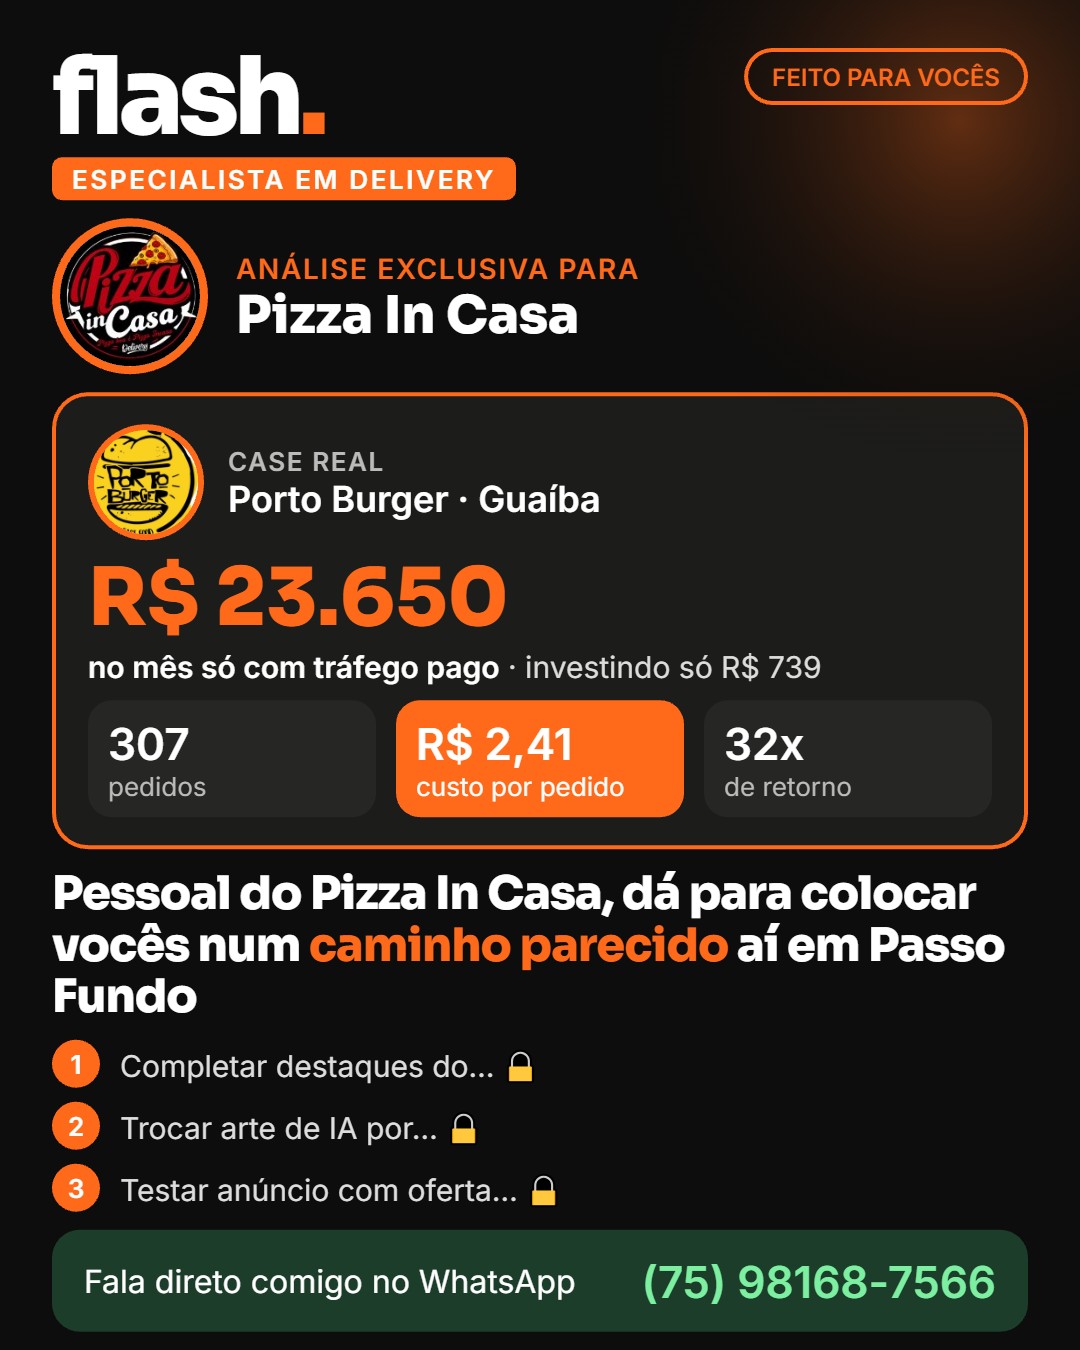 flash.
FEITO PARA VOCÊS
ESPECIALISTA EM DELIVERY
Pizza
in Casa
Delivery
ANÁLISE EXCLUSIVA PARA
Pizza In Casa
PORTO
BURGER
CASE REAL
Porto Burger · Guaíba
R$ 23.650
no mês só com tráfego pago · investindo só R$ 739
307
pedidos
R$ 2,41
custo por pedido
32x
de retorno
Pessoal do Pizza In Casa, dá para colocar
vocês num caminho parecido aí em Passo
Fundo
1 Completar destaques do... 🔒
2 Trocar arte de IA por... 🔒
3 Testar anúncio com oferta... 🔒
Fala direto comigo no WhatsApp (75) 98168-7566